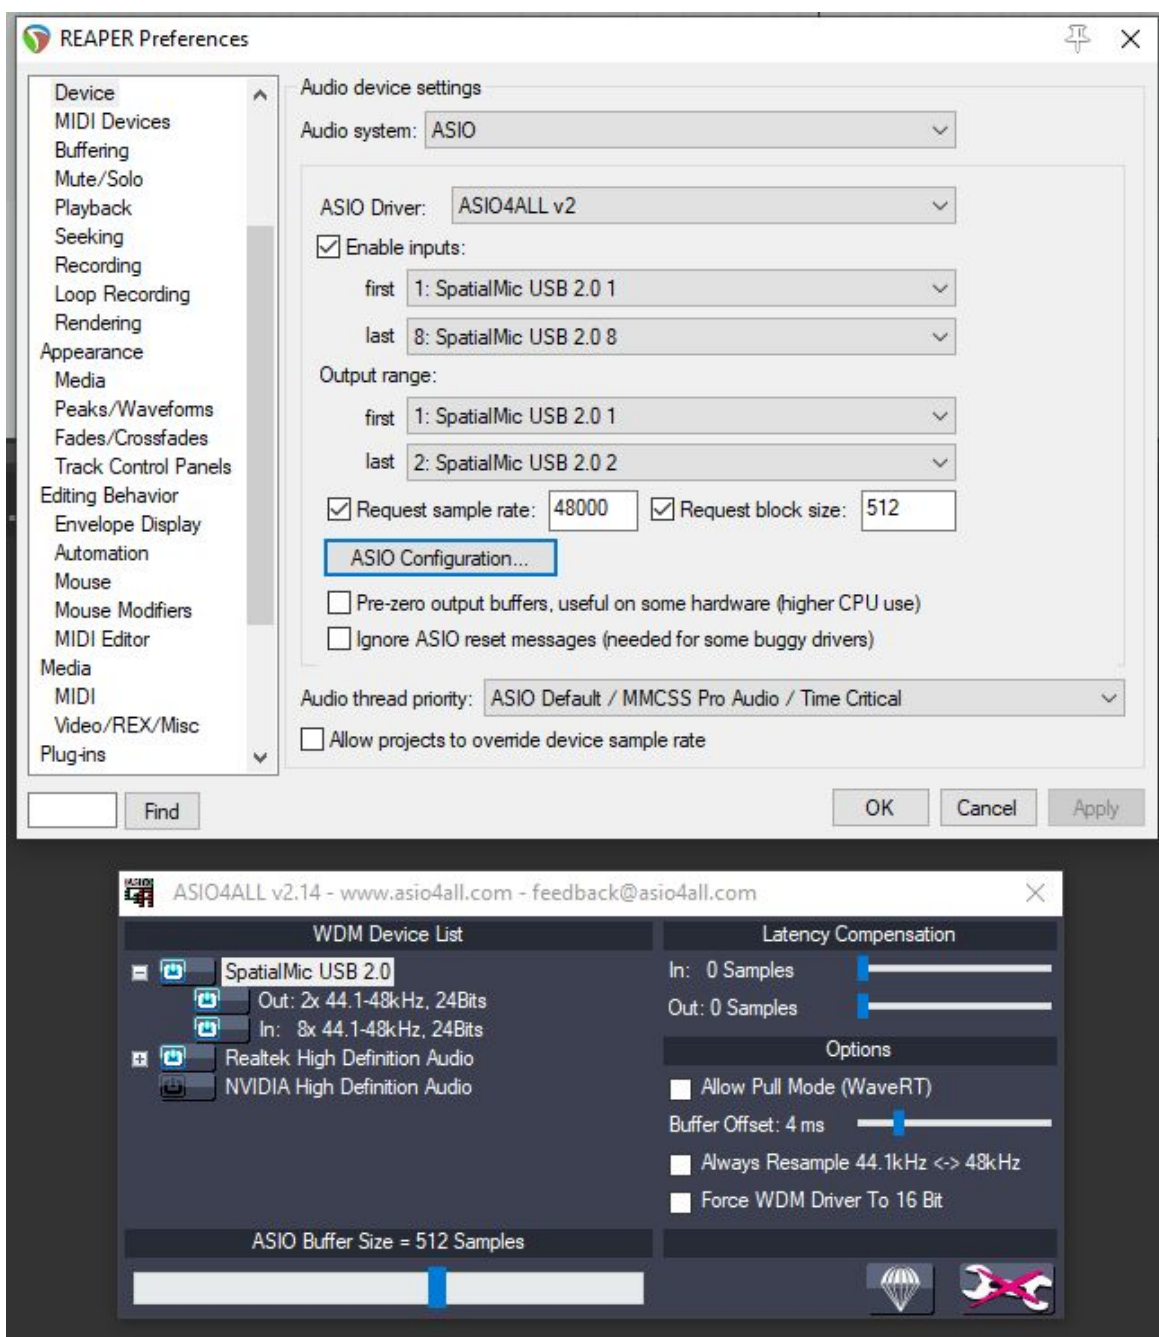 REAPER Preferences
Device
MIDI Devices
Buffering
Mute/Solo
Playback
Seeking
Recording
Loop Recording
Rendering
Appearance
Media
Peaks/Waveforms
Fades/Crossfades
Track Control Panels
Editing Behavior
Envelope Display
Automation
Mouse
Mouse Modifiers
MIDI Editor
Media
MIDI
Video/REX/Misc
Plug-ins
Find
Audio device settings
Audio system: ASIO
ASIO Driver: ASIO4ALL v2
Enable inputs:
first 1: SpatialMic USB 2.0 1
last 8: SpatialMic USB 2.0 8
Output range:
first 1: SpatialMic USB 2.0 1
last 2: SpatialMic USB 2.0 2
Request sample rate: 48000 Request block size: 512
ASIO Configuration...
Pre-zero output buffers, useful on some hardware (higher CPU use)
Ignore ASIO reset messages (needed for some buggy drivers)
Audio thread priority: ASIO Default / MMCSS Pro Audio / Time Critical
Allow projects to override device sample rate
OK Cancel Apply
ASIO4ALL v2.14 - www.asio4all.com - feedback@asio4all.com
WDM Device List
SpatialMic USB 2.0
Out: 2x 44.1-48kHz, 24Bits
In: 8x 44.1-48kHz, 24Bits
Realtek High Definition Audio
NVIDIA High Definition Audio
ASIO Buffer Size = 512 Samples
Latency Compensation
In: 0 Samples
Out: 0 Samples
Options
Allow Pull Mode (WaveRT)
Buffer Offset: 4 ms
Always Resample 44.1kHz <-> 48kHz
Force WDM Driver To 16 Bit